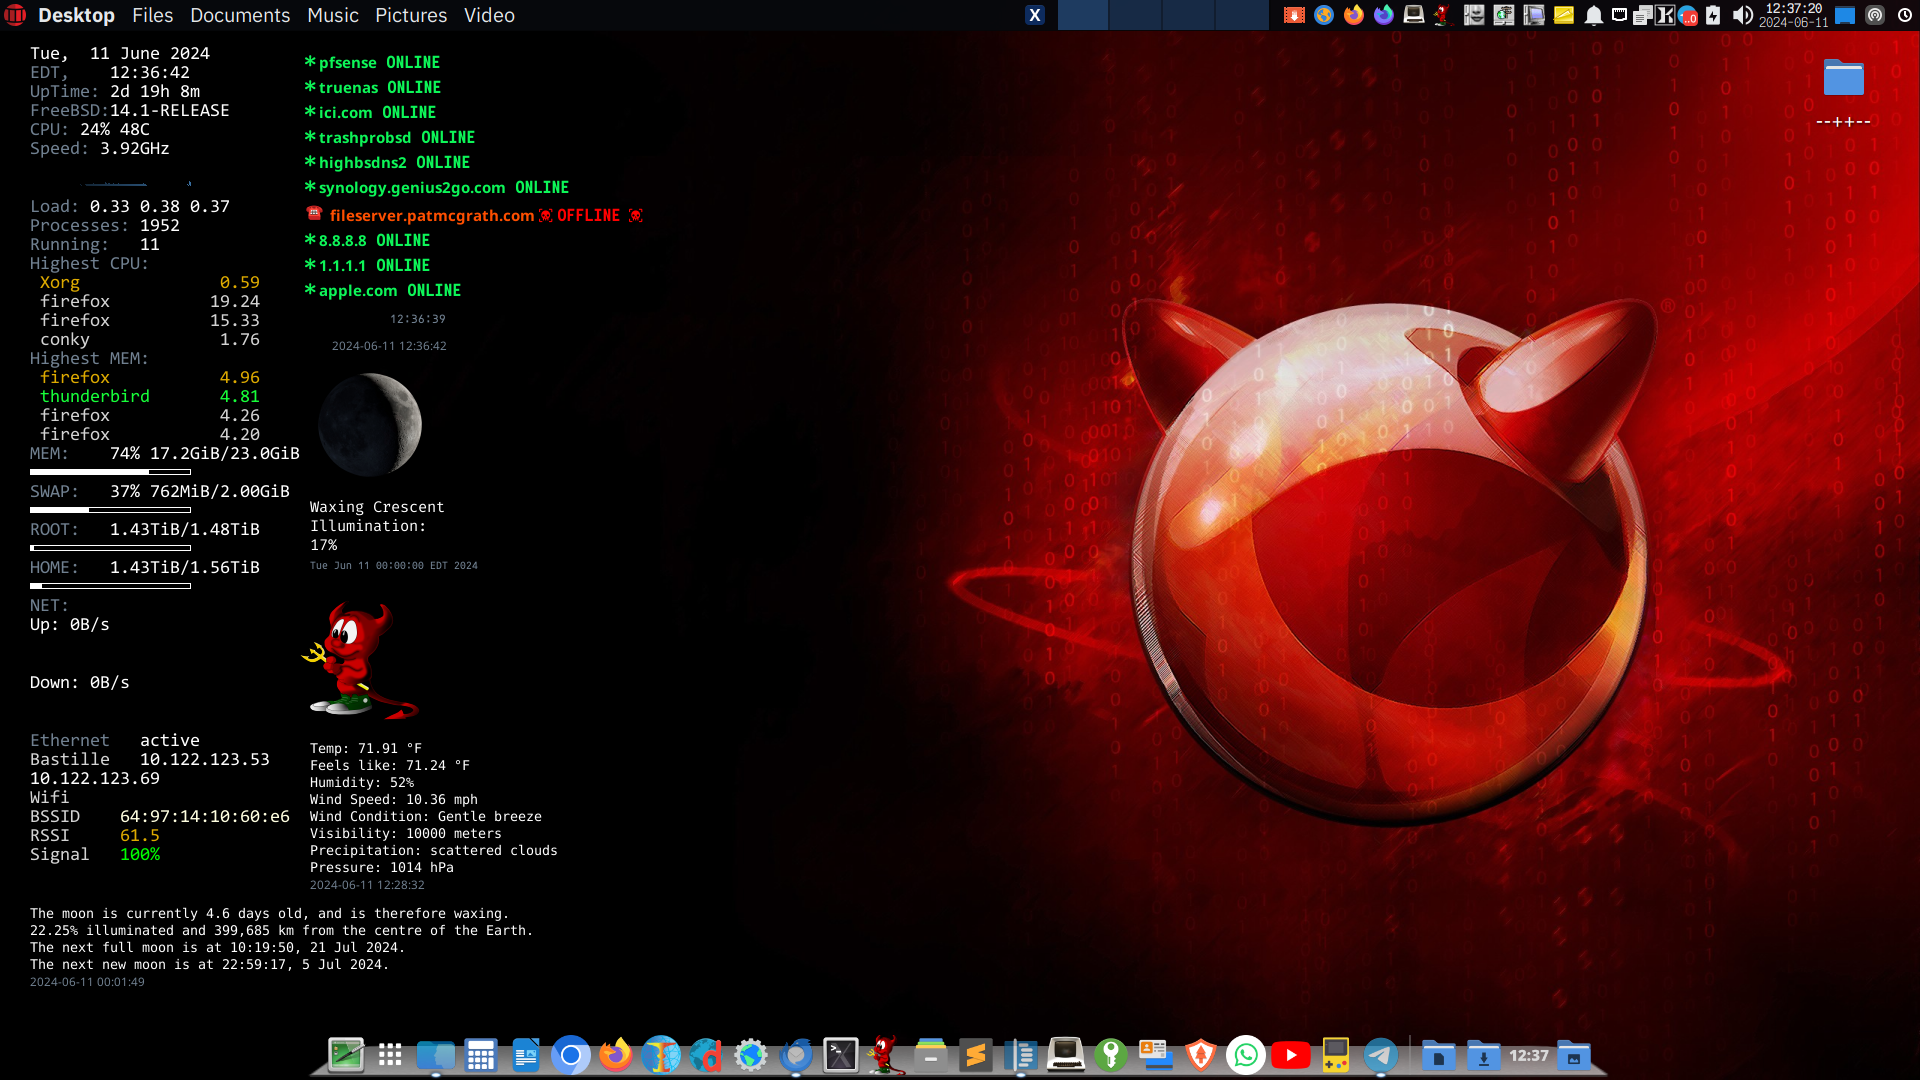 Desktop Files Documents Music Pictures Video
X
12:37:20
2024-06-11
Tue, 11 June 2024
EDT, 12:36:42
UpTime: 2d 19h 8m
FreeBSD:14.1-RELEASE
CPU: 24% 48C
Speed: 3.92GHz
Load: 0.33 0.38 0.37
Processes: 1952
Running: 11
Highest CPU:
Xorg 0.59
firefox 19.24
firefox 15.33
conky 1.76
Highest MEM:
firefox 4.96
thunderbird 4.81
firefox 4.26
firefox 4.20
MEM: 74% 17.2GiB/23.0GiB
SWAP: 37% 762MiB/2.00GiB
ROOT: 1.43TiB/1.48TiB
HOME: 1.43TiB/1.56TiB
NET:
Up: 0B/s
Down: 0B/s
Ethernet active
Bastille 10.122.123.53
10.122.123.69
Wifi
BSSID 64:97:14:10:60:e6
RSSI 61.5
Signal 100%
*pfsense ONLINE
*truenas ONLINE
*ici.com ONLINE
*trashprobsd ONLINE
*highbsdns2 ONLINE
*synology.genius2go.com ONLINE
fileserver.patmcgrath.com OFFLINE
*8.8.8.8 ONLINE
*1.1.1.1 ONLINE
*apple.com ONLINE
12:36:39
2024-06-11 12:36:42
Waxing Crescent
Illumination:
17%
Tue Jun 11 00:00:00 EDT 2024
Temp: 71.91 °F
Feels like: 71.24 °F
Humidity: 52%
Wind Speed: 10.36 mph
Wind Condition: Gentle breeze
Visibility: 10000 meters
Precipitation: scattered clouds
Pressure: 1014 hPa
2024-06-11 12:28:32
The moon is currently 4.6 days old, and is therefore waxing.
22.25% illuminated and 399,685 km from the centre of the Earth.
The next full moon is at 10:19:50, 21 Jul 2024.
The next new moon is at 22:59:17, 5 Jul 2024.
2024-06-11 00:01:49
--++--
®
12:37